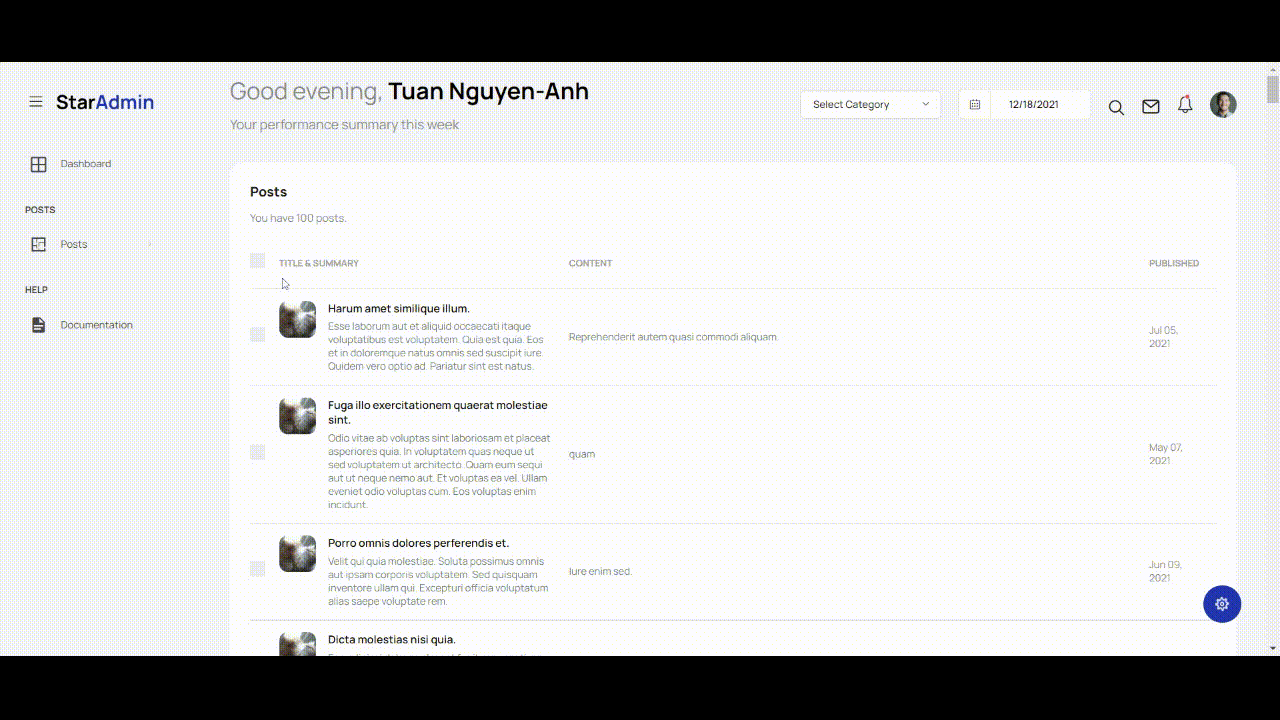 Good evening, Tuan Nguyen-Anh
StarAdmin
Select Category
12/18/2021
Your performance summary this week
Dashboard
POSTS
Posts
HELP
Documentation
Posts
You have 100 posts.
TITLE & SUMMARY
CONTENT
PUBLISHED
Harum amet similique illum.
Esse laborum aut et aliquid occaecati itaque
voluptatibus est voluptatem. Quia est quia. Eos
et in doloremque natus omnis sed suscipit iure.
Quidem vero optio ad. Pariatur sint est natus.
Reprehenderit autem quasi commodi aliquam.
Jul 05,
2021
Fuga illo exercitationem quaerat molestiae
sint.
Odio vitae ab voluptas sint laboriosam et placeat
asperiores quia. In voluptatem quas neque ut
sed voluptatem ut architecto. Quam eum sequi
aut ut neque nemo aut. Et voluptas ea vel. Ullam
eveniet odio voluptas cum. Eos voluptas enim
incidunt.
quam
May 07,
2021
Porro omnis dolores perferendis et.
Velit qui quia molestiae. Soluta possimus omnis
aut ipsam corporis voluptatem. Sed quisquam
inventore ullam qui. Excepturi officia voluptatum
alias saepe voluptate rem.
Iure enim sed.
Jun 09,
2021
Dicta molestias nisi quia.